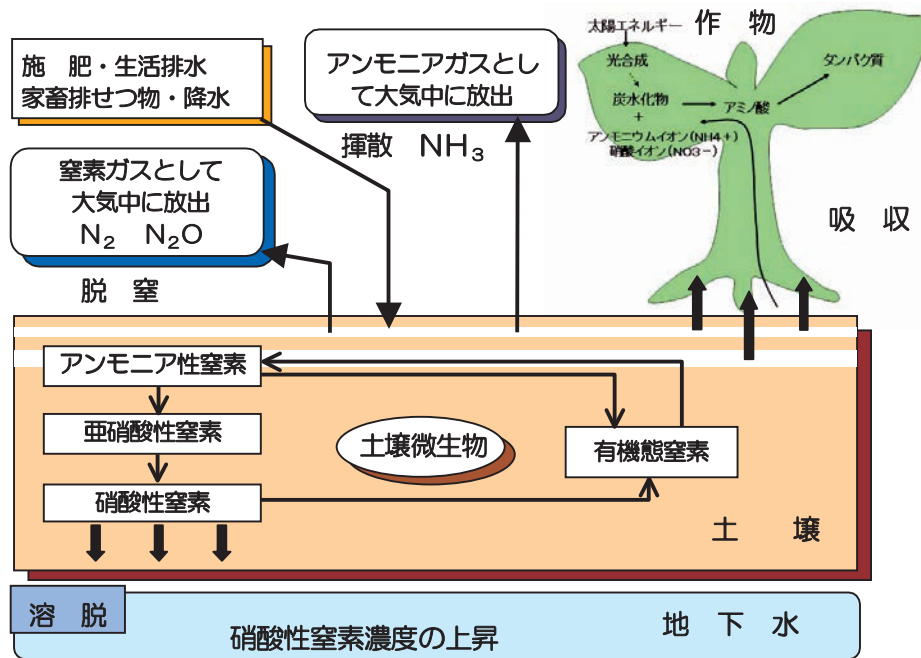 施　肥・生活排水
家畜排せつ物・降水
アンモニアガスとし
て大気中に放出
揮散　NH₃
窒素ガスとして
大気中に放出
N₂　N₂O
脱　窒
太陽エネルギー
作　物
光合成
タンパク質
炭水化物
アミノ酸
+
アンモニウムイオン(NH4+)
硝酸イオン(NO3-)
吸　収
アンモニア性窒素
亜硝酸性窒素
硝酸性窒素
土壌微生物
有機態窒素
土　壌
溶　脱
地　下　水
硝酸性窒素濃度の上昇